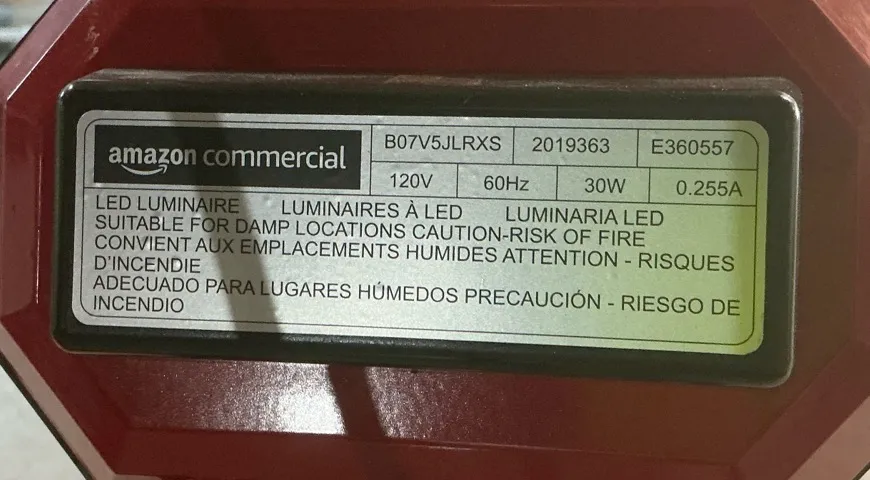 amazon commercial
B07V5JLRXS 2019363 E360557
120V 60Hz 30W 0.255A
LED LUMINAIRE LUMINAIRES À LED LUMINARIA LED
SUITABLE FOR DAMP LOCATIONS CAUTION-RISK OF FIRE
CONVIENT AUX EMPLACEMENTS HUMIDES ATTENTION - RISQUES
D'INCENDIE
ADECUADO PARA LUGARES HÚMEDOS PRECAUCIÓN - RIESGO DE
INCENDIO